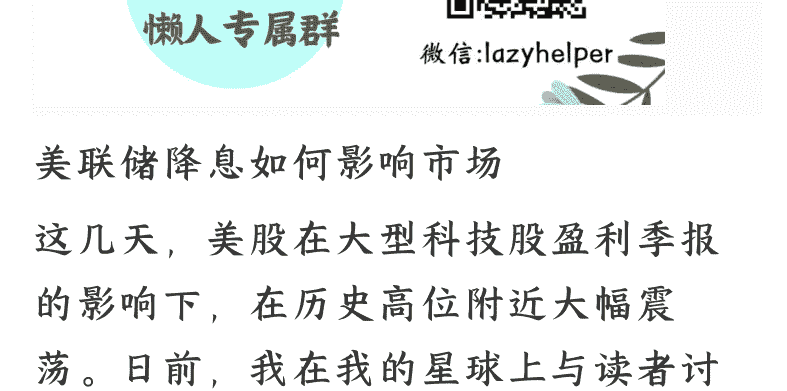 懒人专属群
微信:lazyhelper
美联储降息如何影响市场
这几天，美股在大型科技股盈利季报
的影响下，在历史高位附近大幅震
荡。日前，我在我的星球上与读者讨